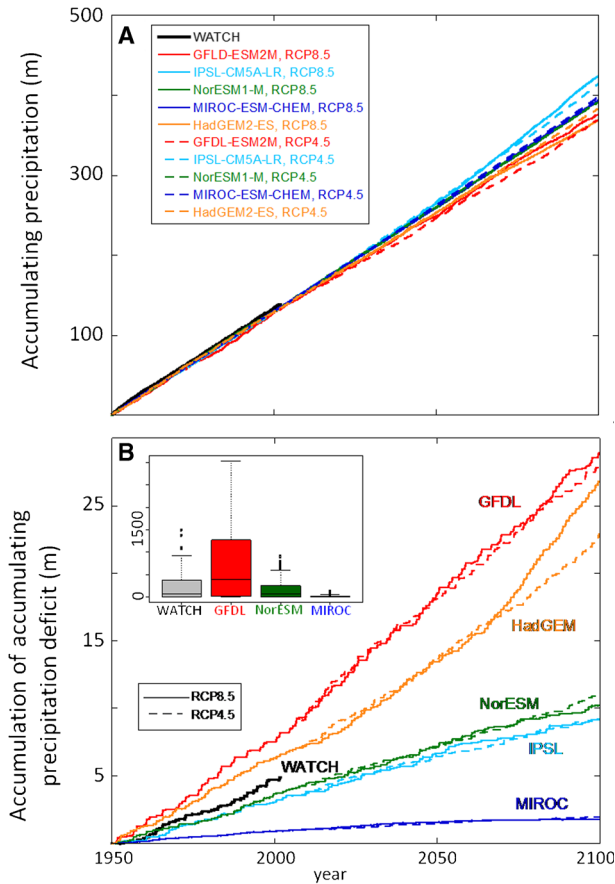 500
300
100
Accumulating precipitation (m)
A
WATCH
GFLD-ESM2M, RCP8.5
IPSL-CM5A-LR, RCP8.5
NorESM1-M, RCP8.5
MIROC-ESM-CHEM, RCP8.5
HadGEM2-ES, RCP8.5
GFDL-ESM2M, RCP4.5
IPSL-CM5A-LR, RCP4.5
NorESM1-M, RCP4.5
MIROC-ESM-CHEM, RCP4.5
HadGEM2-ES, RCP4.5
B
25
15
5
Accumulation of accumulating
precipitation deficit (m)
1500
0
WATCH GFDL NorESM MIROC
GFDL
HadGEM
RCP8.5
RCP4.5
NorESM
IPSL
WATCH
MIROC
1950 2000 2050 2100
year